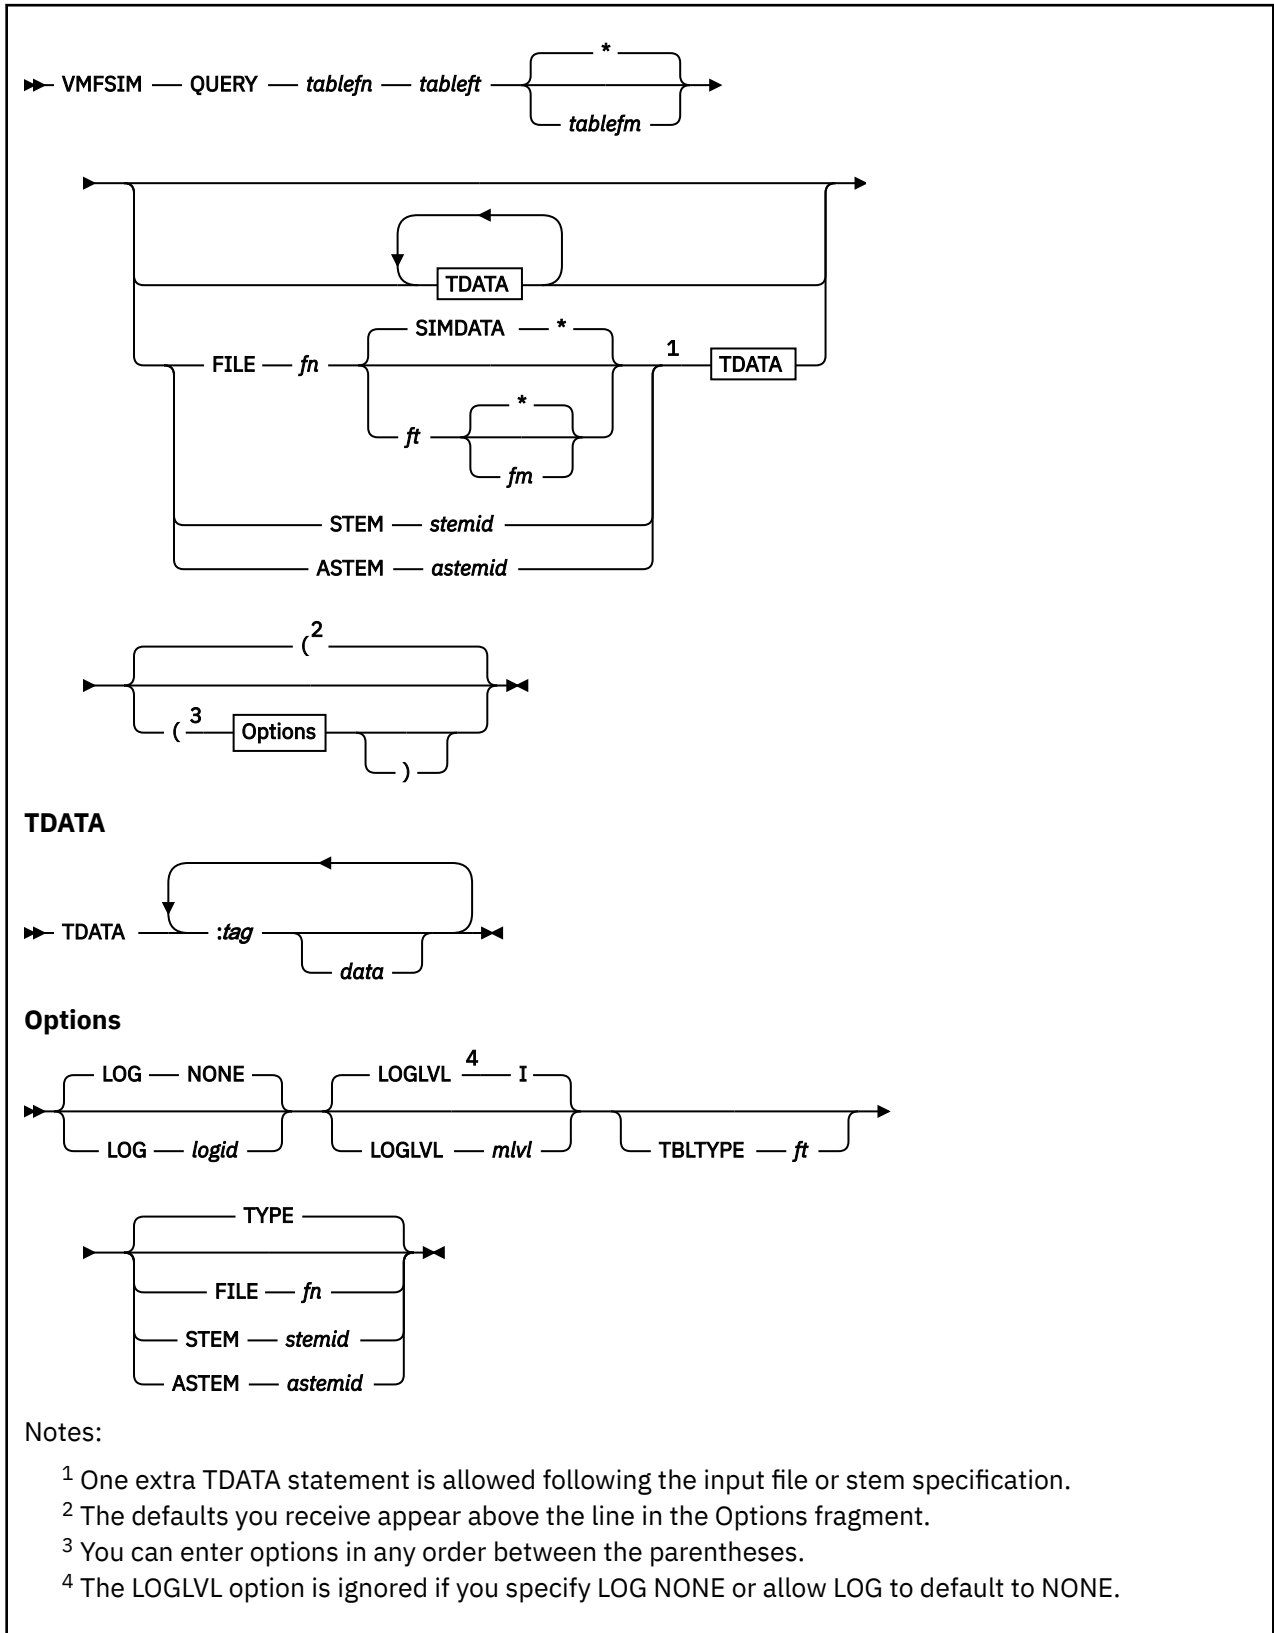 *
VMFSIM QUERY tablefn tableft
tablefm
TDATA
SIMDATA *
FILE fn 1 TDATA
*
ft
fm
STEM stemid
ASTEM astemid
( 2
( 3 Options
)
TDATA
TDATA :tag
data
Options
LOG NONE LOGLVL 4 I
LOG logid LOGLVL mlvl TBLTYPE ft
TYPE
FILE fn
STEM stemid
ASTEM astemid
Notes:
1 One extra TDATA statement is allowed following the input file or stem specification.
2 The defaults you receive appear above the line in the Options fragment.
3 You can enter options in any order between the parentheses.
4 The LOGLVL option is ignored if you specify LOG NONE or allow LOG to default to NONE.